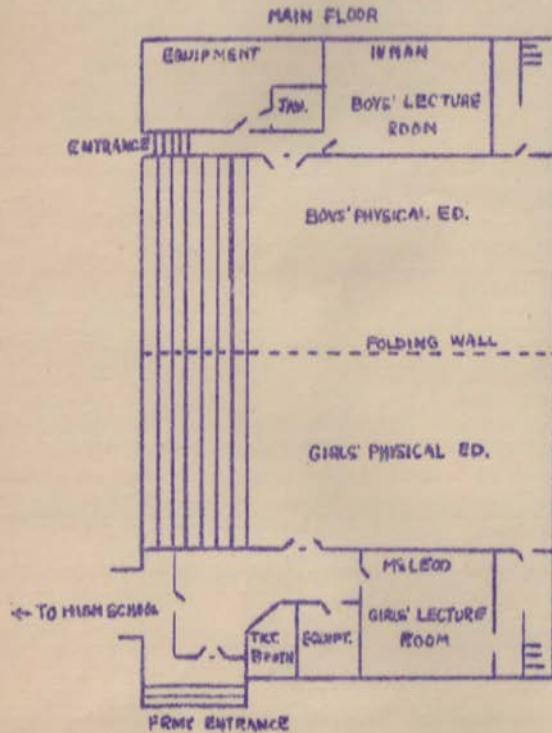 MAIN FLOOR
EQUIPMENT
INMAN
JAN.
BOYS' LECTURE
ROOM
ENTRANCE
BOYS' PHYSICAL ED.
FOLDING WALL
GIRLS' PHYSICAL ED.
McLEOD
← TO HIGH SCHOOL
GIRLS' LECTURE
ROOM
TKT.
BOOTH
EQUIPT.
FRMT ENTRANCE